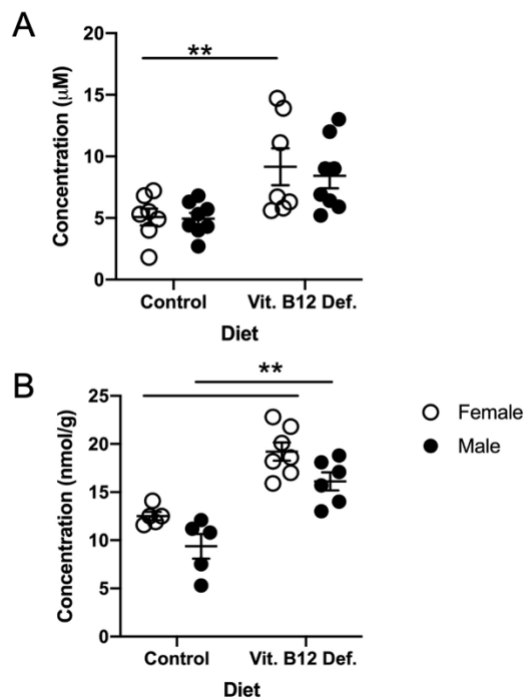 A
20
15
10
5
0
Concentration (μM)
**
Control
Vit. B12 Def.
Diet
B
25
20
15
10
5
0
Concentration (nmol/g)
**
Control
Vit. B12 Def.
Diet
Female
Male